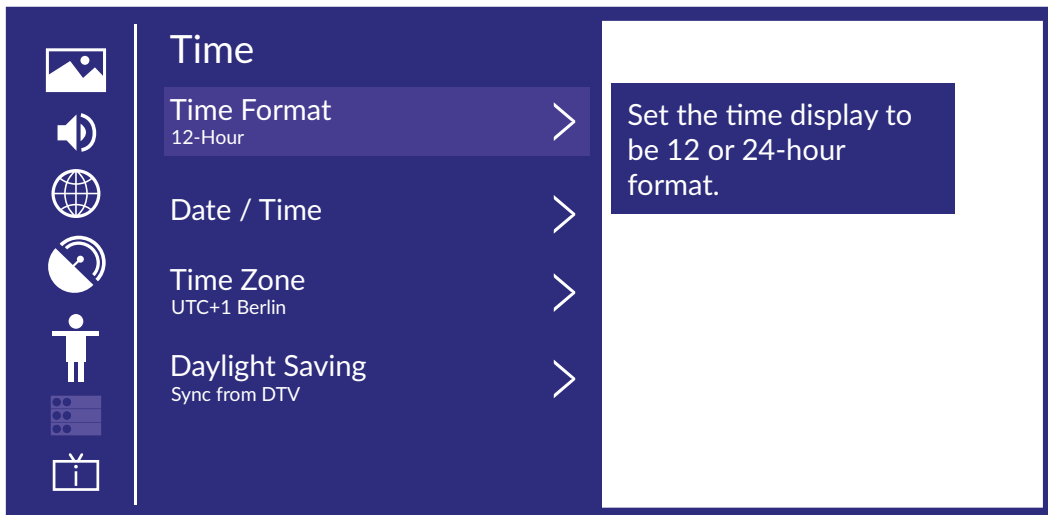 Time
Time Format
12-Hour
Date / Time
Time Zone
UTC+1 Berlin
Daylight Saving
Sync from DTV
Set the time display to
be 12 or 24-hour
format.
i